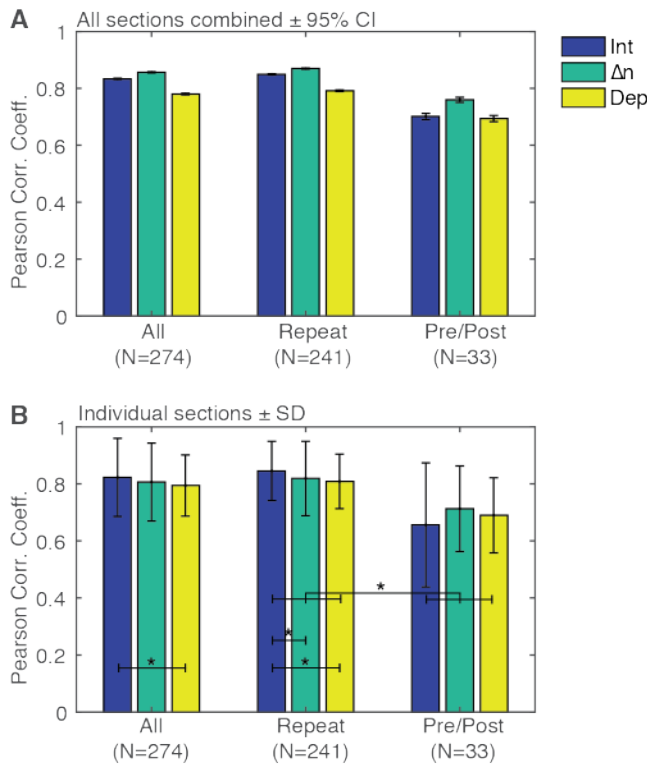 A
All sections combined ± 95% CI
1
0.8
0.6
0.4
0.2
0
Pearson Corr. Coeff.
Int
Δn
Dep
All
(N=274)
Repeat
(N=241)
Pre/Post
(N=33)
B
Individual sections ± SD
1
0.8
0.6
0.4
0.2
0
Pearson Corr. Coeff.
*
*
*
*
All
(N=274)
Repeat
(N=241)
Pre/Post
(N=33)